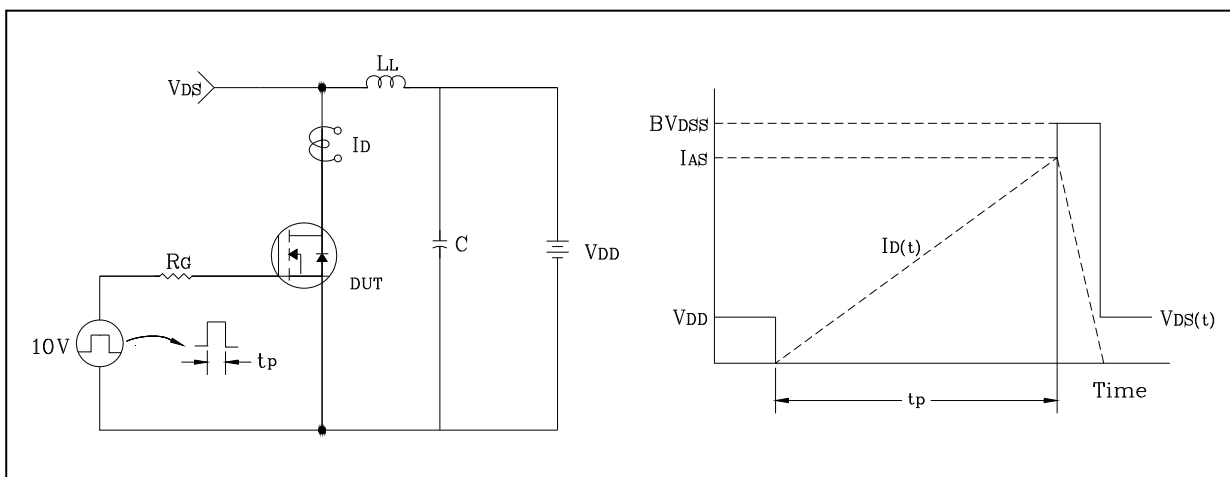 LL
VDS
ID
RG
DUT
C
VDD
10V
tp
BVDSS
IAS
ID(t)
VDD
VDS(t)
Time
tp